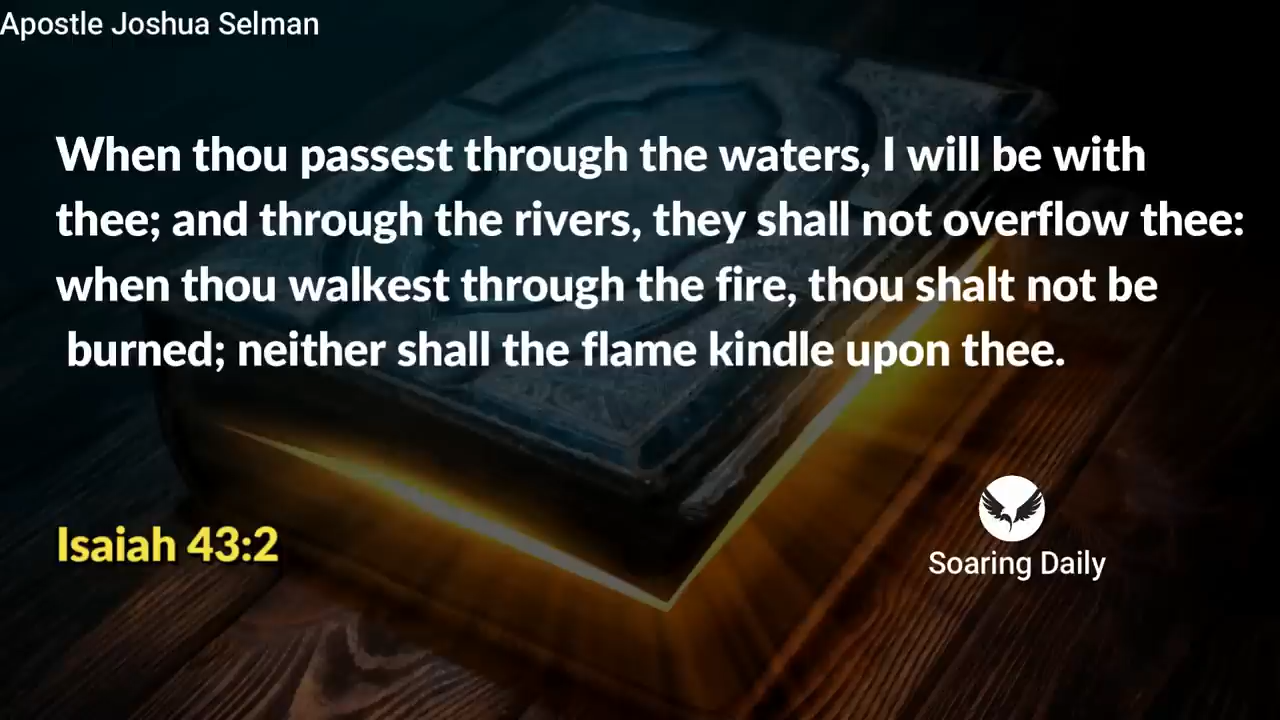 Apostle Joshua Selman
When thou passest through the waters, I will be with
thee; and through the rivers, they shall not overflow thee:
when thou walkest through the fire, thou shalt not be
burned; neither shall the flame kindle upon thee.
Isaiah 43:2
Soaring Daily